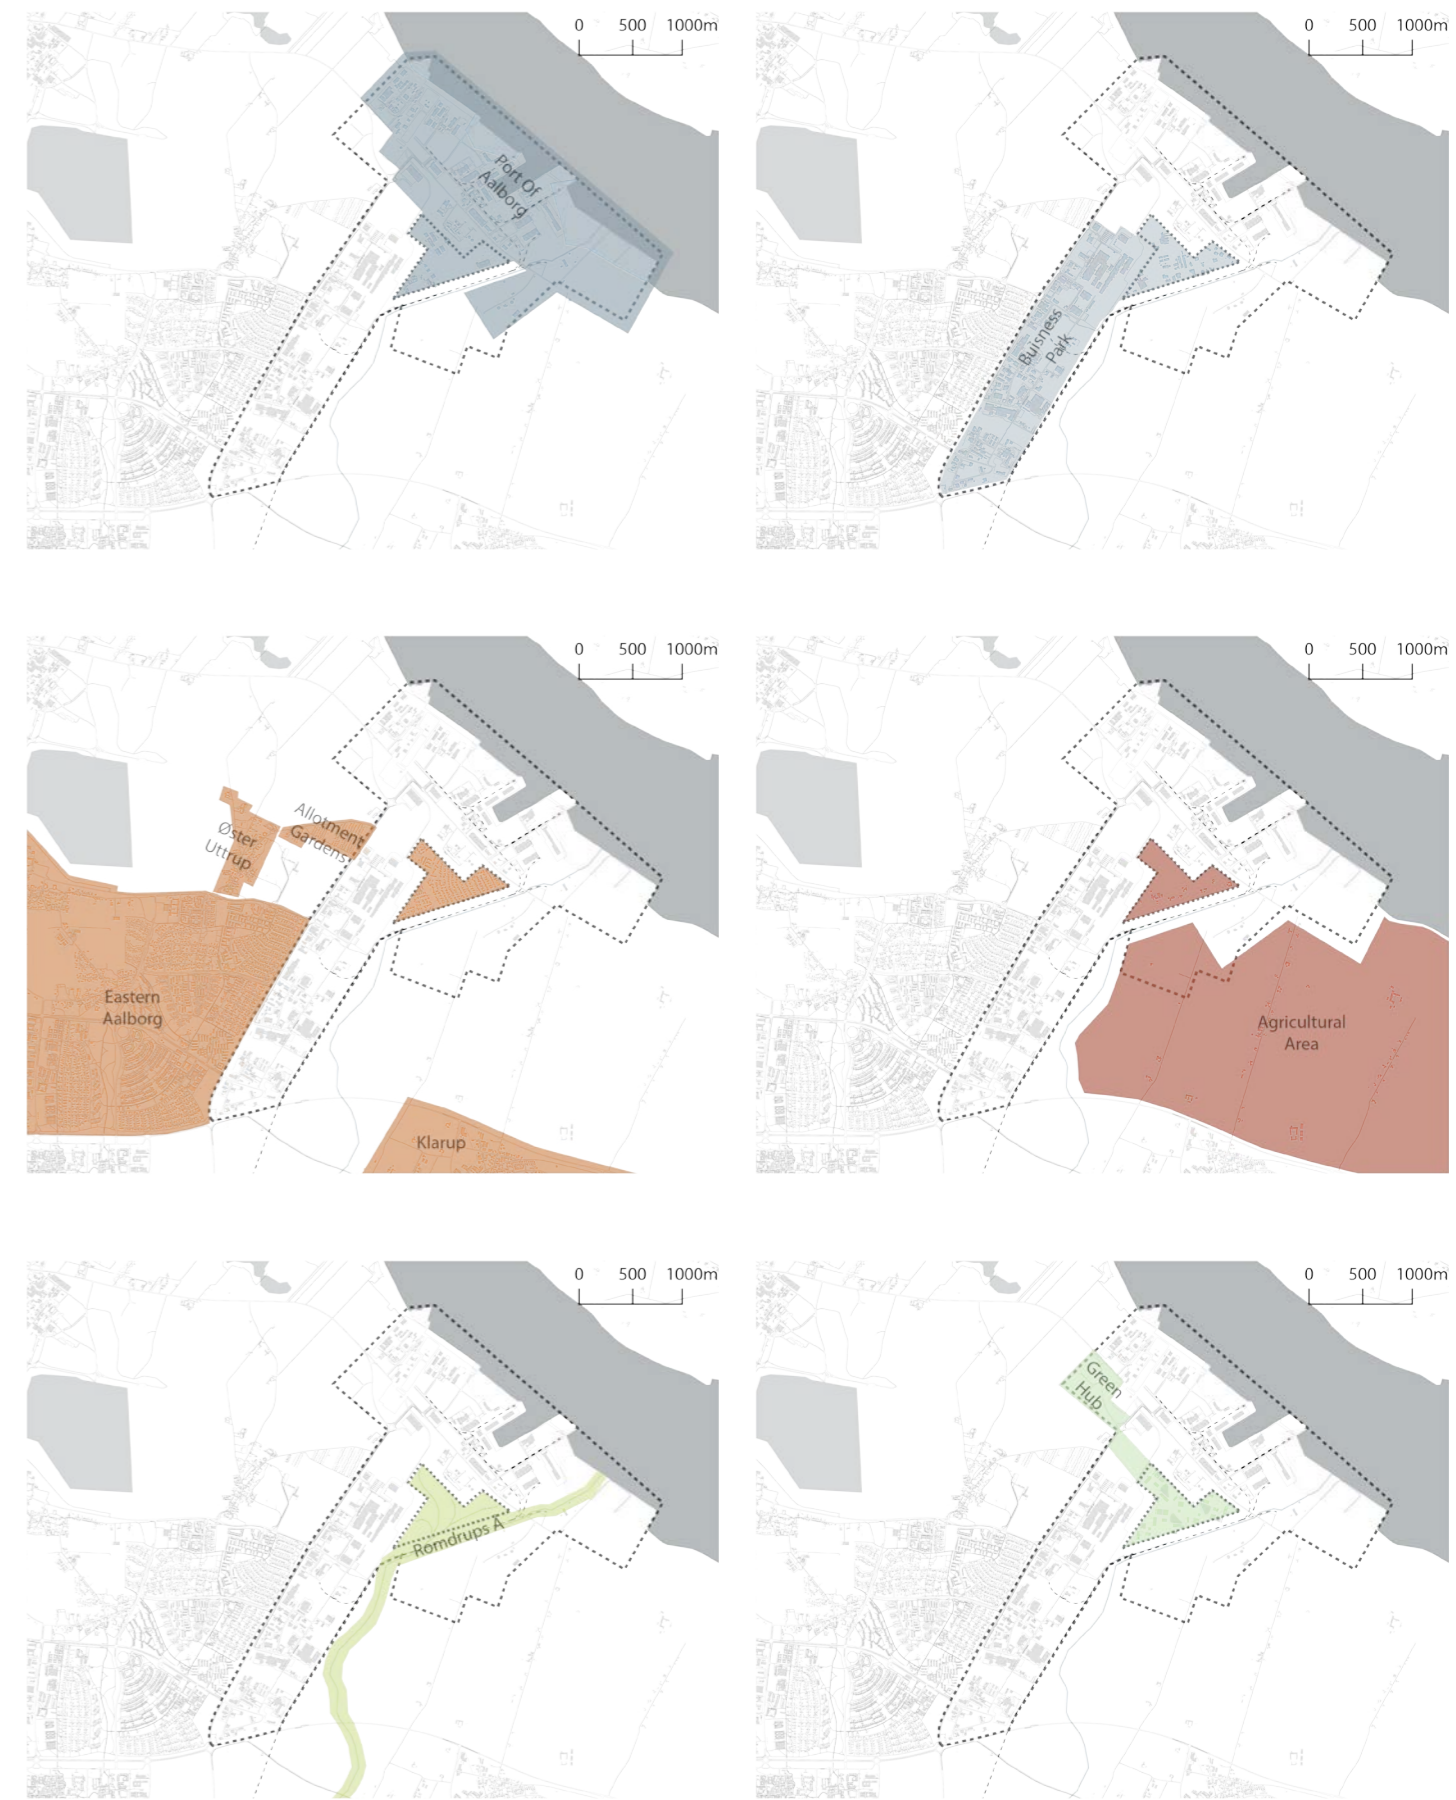 0 500 1000m
Port Of
Aalborg
0 500 1000m
Buisness
Park
0 500 1000m
Allotment
Gardens
Øster
Uttrup
Eastern
Aalborg
Klarup
0 500 1000m
Agricultural
Area
0 500 1000m
Romdrups Å
0 500 1000m
Green
Hub